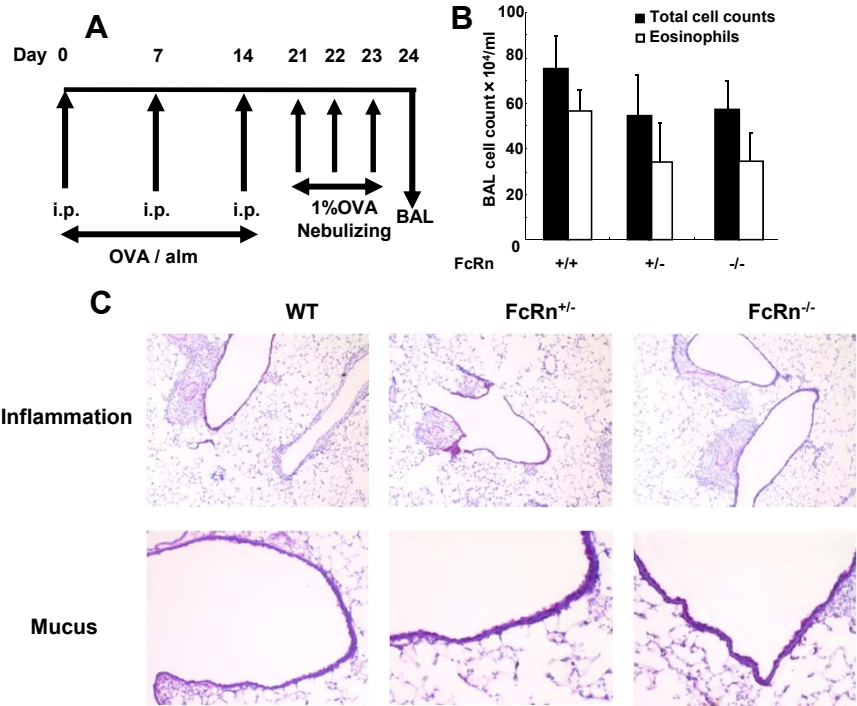 A
Day 0 7 14 21 22 23 24
i.p. i.p. i.p.
1%OVA
Nebulizing
BAL
OVA / alm
B
Total cell counts
Eosinophils
BAL cell count × 10⁴/ml
100
80
60
40
20
0
FcRn +/+ +/- -/-
C
WT FcRn⁺/⁻ FcRn⁻/⁻
Inflammation
Mucus